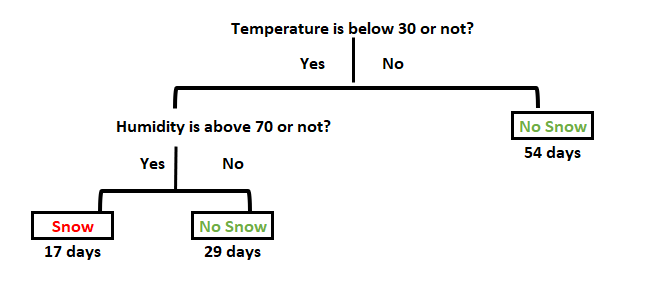 Temperature is below 30 or not?
Yes
No
Humidity is above 70 or not?
No Snow
54 days
Yes
No
Snow
No Snow
17 days
29 days